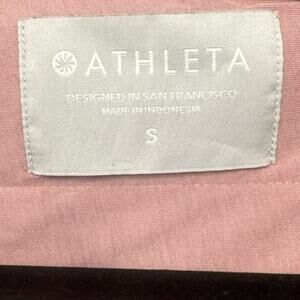 ATHLETA
DESIGNED IN SAN FRANCISCO
MADE IN INDONESIA
S